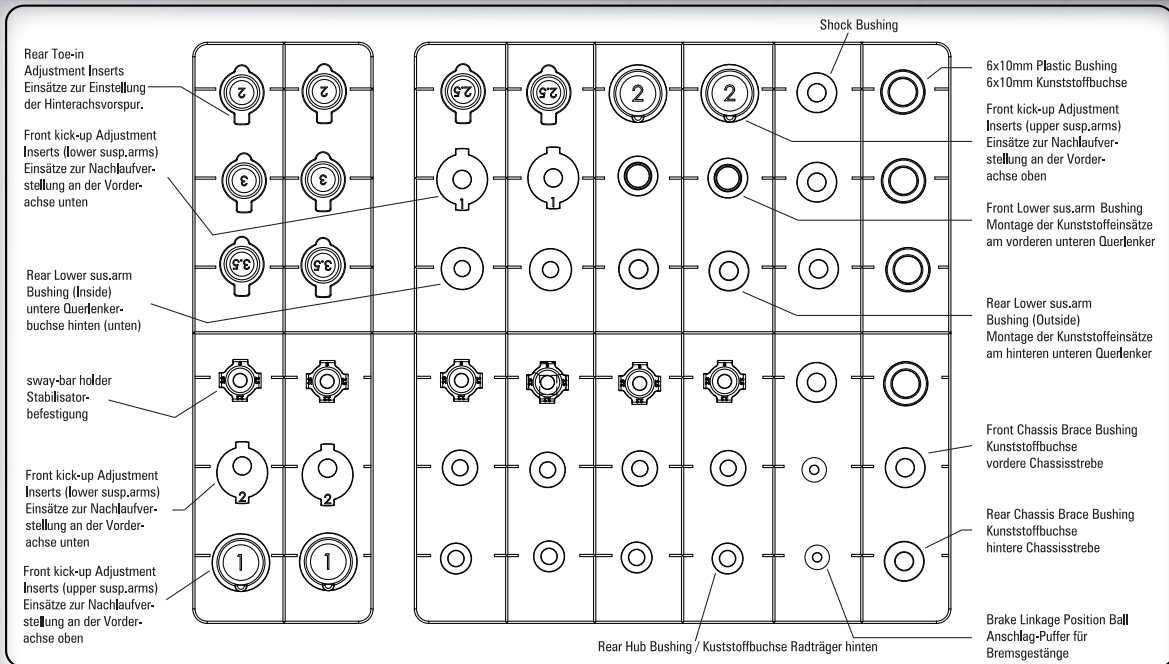 Shock Bushing
Rear Toe-in
Adjustment Inserts
Einsätze zur Einstellung
der Hinterachsvorspur.
Front kick-up Adjustment
Inserts (lower susp.arms)
Einsätze zur Nachlaufver-
stellung an der Vorder-
achse unten
Rear Lower sus.arm
Bushing (Inside)
untere Querlenker-
buchse hinten (unten)
sway-bar holder
Stabilisator-
befestigung
Front kick-up Adjustment
Inserts (lower susp.arms)
Einsätze zur Nachlaufver-
stellung an der Vorder-
achse unten
Front kick-up Adjustment
Inserts (upper susp.arms)
Einsätze zur Nachlaufver-
stellung an der Vorder-
achse oben
2 2 2.5 2.5 2 2
3 3 1 1
3.5 3.5
2 2
1 1
6x10mm Plastic Bushing
6x10mm Kunststoffbuchse
Front kick-up Adjustment
Inserts (upper susp.arms)
Einsätze zur Nachlaufver-
stellung an der Vorder-
achse oben
Front Lower sus.arm Bushing
Montage der Kunststoffeinsätze
am vorderen unteren Querlenker
Rear Lower sus.arm
Bushing (Outside)
Montage der Kunststoffeinsätze
am hinteren unteren Querlenker
Front Chassis Brace Bushing
Kunststoffbuchse
vordere Chassisstrebe
Rear Chassis Brace Bushing
Kunststoffbuchse
hintere Chassisstrebe
Brake Linkage Position Ball
Anschlag-Puffer für
Bremsgestänge
Rear Hub Bushing / Kuststoffbuchse Radträger hinten